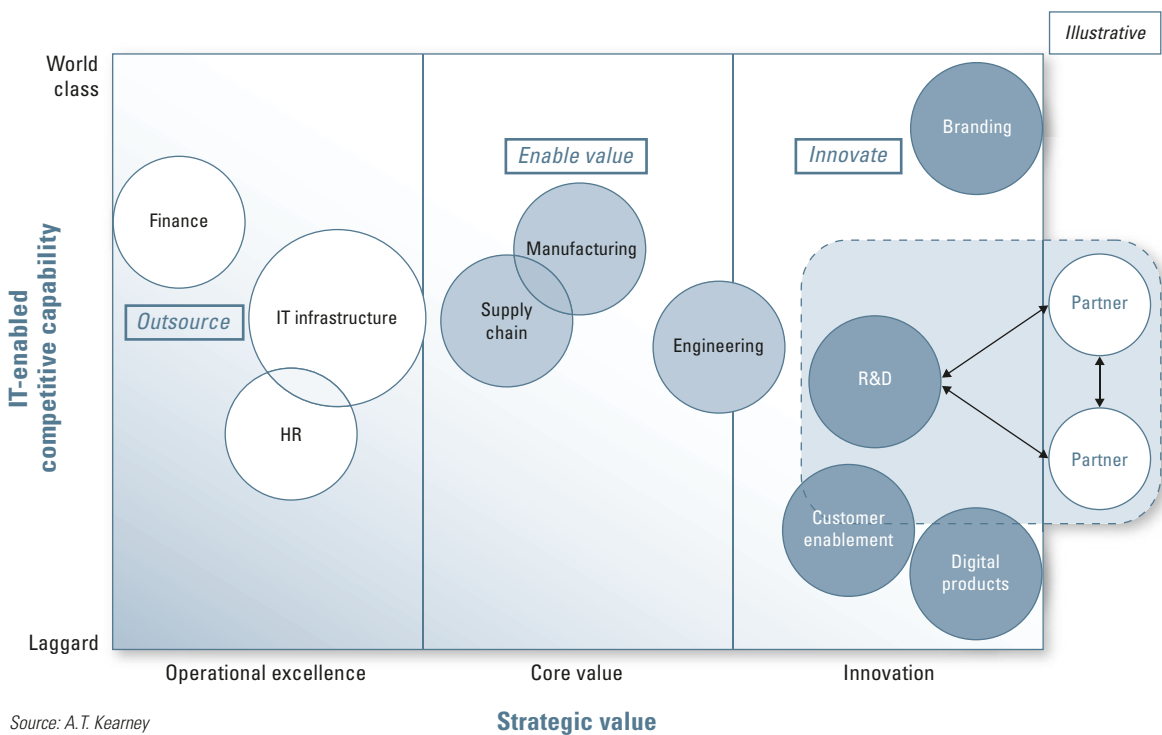 Illustrative
World
class
Branding
Enable value
Innovate
Finance
Manufacturing
Partner
Supply
chain
Outsource
IT infrastructure
Engineering
R&D
HR
Partner
Customer
enablement
Digital
products
IT-enabled
competitive capability
Laggard
Operational excellence
Core value
Innovation
Source: A.T. Kearney
Strategic value